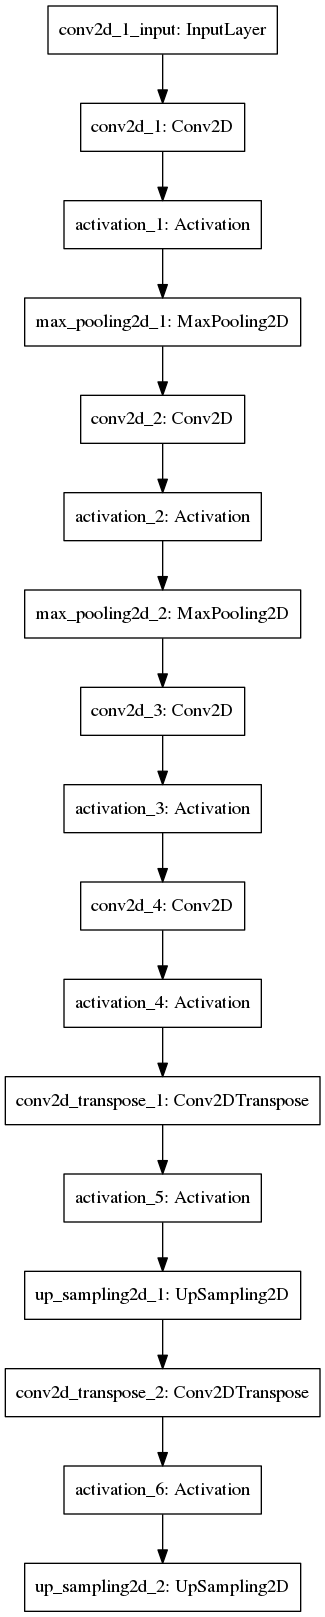 conv2d_1_input: InputLayer
conv2d_1: Conv2D
activation_1: Activation
max_pooling2d_1: MaxPooling2D
conv2d_2: Conv2D
activation_2: Activation
max_pooling2d_2: MaxPooling2D
conv2d_3: Conv2D
activation_3: Activation
conv2d_4: Conv2D
activation_4: Activation
conv2d_transpose_1: Conv2DTranspose
activation_5: Activation
up_sampling2d_1: UpSampling2D
conv2d_transpose_2: Conv2DTranspose
activation_6: Activation
up_sampling2d_2: UpSampling2D